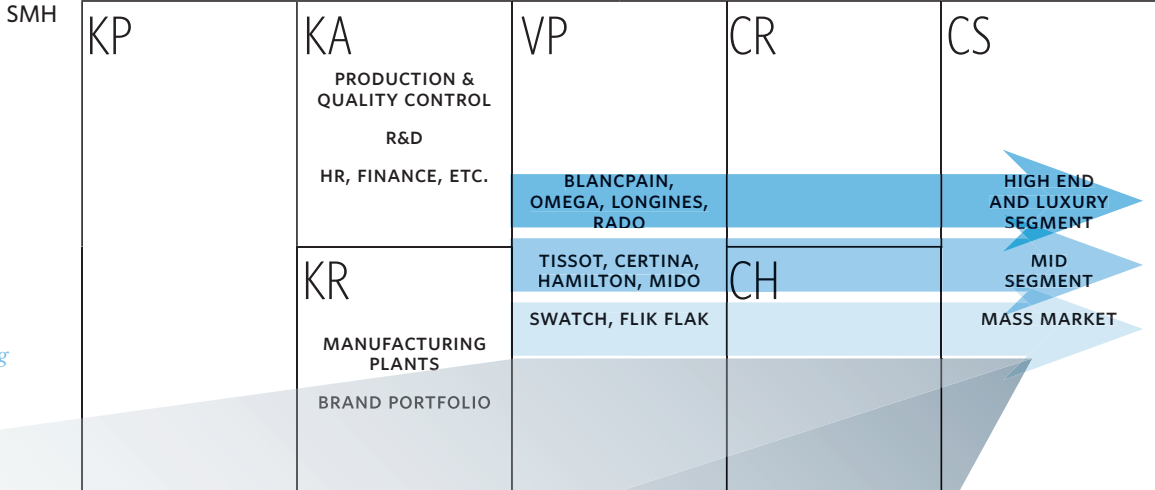 SMH
KP
KA
PRODUCTION &
QUALITY CONTROL
R&D
HR, FINANCE, ETC.
KR
MANUFACTURING
PLANTS
BRAND PORTFOLIO
VP
BLANCPAIN,
OMEGA, LONGINES,
RADO
TISSOT, CERTINA,
HAMILTON, MIDO
SWATCH, FLIK FLAK
CR
CH
CS
HIGH END
AND LUXURY
SEGMENT
MID
SEGMENT
MASS MARKET